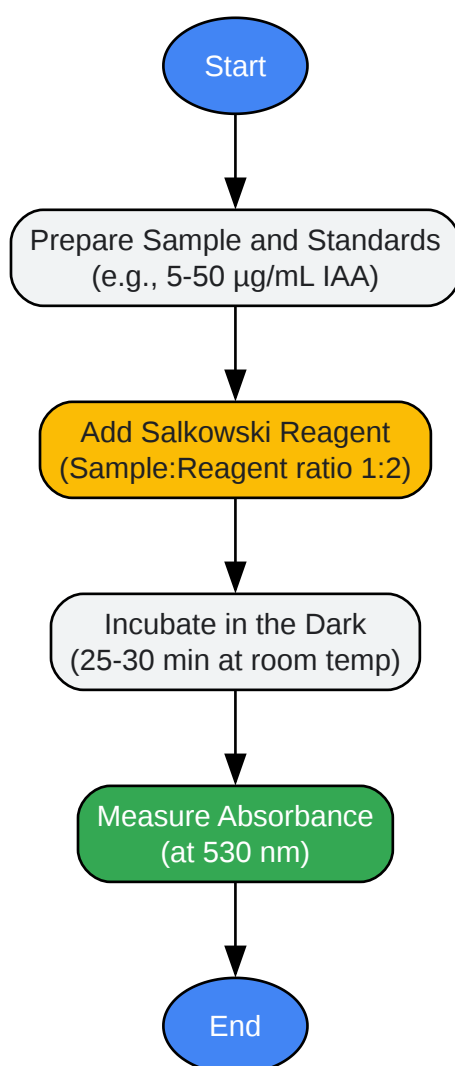 Start
Prepare Sample and Standards
(e.g., 5-50 µg/mL IAA)
Add Salkowski Reagent
(Sample:Reagent ratio 1:2)
Incubate in the Dark
(25-30 min at room temp)
Measure Absorbance
(at 530 nm)
End